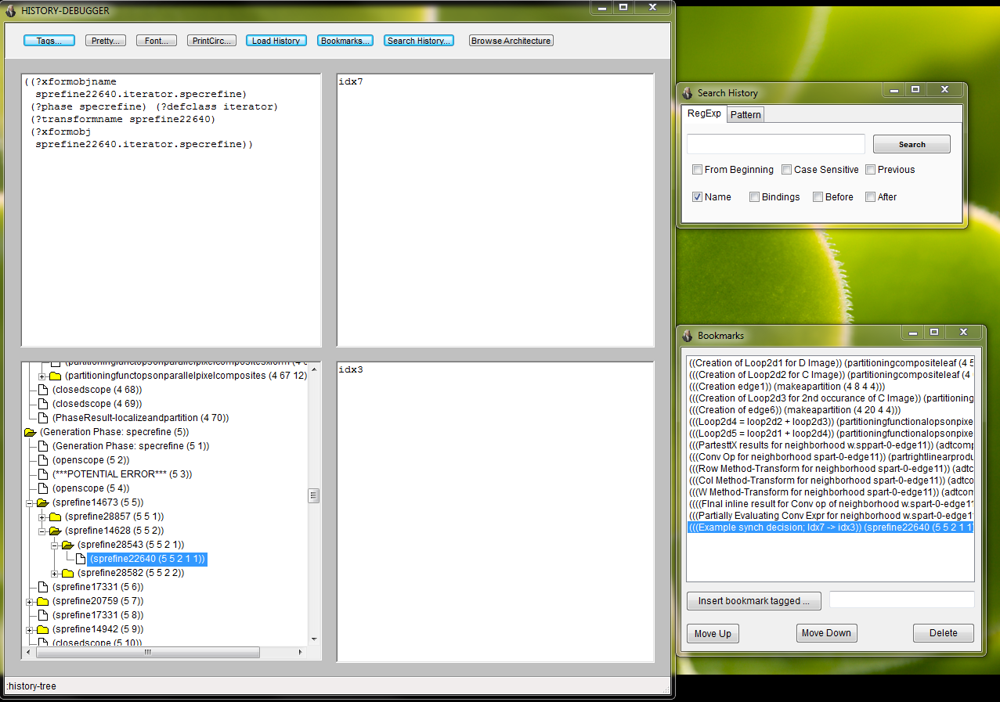 HISTORY-DEBUGGER
Tags... Pretty... Font... PrintCirc... Load History Bookmarks... Search History... Browse Architecture
((?xformobjname
sprefine22640.iterator.specrefine)
(?phase specrefine) (?defclass iterator)
(?transformname sprefine22640)
(?xformobj
sprefine22640.iterator.specrefine))
idx7
(partitioningfunctopsonparallelpixelcomposites (4 67 12)
(closedscope (4 68))
(closedscope (4 69))
(PhaseResult-localizeandpartition (4 70))
(Generation Phase: specrefine (5))
(Generation Phase: specrefine (5 1))
(openscope (5 2))
(***POTENTIAL ERROR*** (5 3))
(openscope (5 4))
(sprefine14673 (5 5))
(sprefine28857 (5 5 1))
(sprefine14628 (5 5 2))
(sprefine28543 (5 5 2 1))
(sprefine22640 (5 5 2 1 1))
(sprefine28582 (5 5 2 2))
(sprefine17331 (5 6))
(sprefine20759 (5 7))
(sprefine17331 (5 8))
(sprefine14942 (5 9))
(closedscope (5 10))
idx3
:history-tree
Search History
RegExp Pattern
Search
From Beginning Case Sensitive Previous
Name Bindings Before After
Bookmarks
((Creation of Loop2d1 for D Image)) (partitioningcompositeleaf (4 5
(((Creation of Loop2d2 for C Image)) (partitioningcompositeleaf (4
(((Creation edge1)) (makeapartition (4 8 4 4)))
(((Creation of Loop2d3 for 2nd occurance of C Image)) (partitioning
(((Creation of edge6)) (makeapartition (4 20 4 4)))
(((Loop2d4 = loop2d2 + loop2d3)) (partitioningfunctionalopsonpixe
(((Loop2d5 = loop2d1 + loop2d4)) (partitioningfunctionalopsonpixe
(((PartesttX results for neighborhood w.sppart-0-edge11)) (adtcomp
(((Conv Op for neighborhood spart-0-edge11)) (partrightlinearprodu
(((Row Method-Transform for neighborhood spart-0-edge11)) (adtc
(((Col Method-Transform for neighborhood spart-0-edge11)) (adtco
(((W Method-Transform for neighborhood spart-0-edge11)) (adtcom
((((FInal inline result for Conv op of neighborhood w.spart-0-edge11
(((Partially Evaluating Conv Expr for neighborhood w.spart-0-edge1
(((Example synch decision; Idx7 -> idx3)) (sprefine22640 (5 5 2 1 1)
Insert bookmark tagged ...
Move Up Move Down Delete